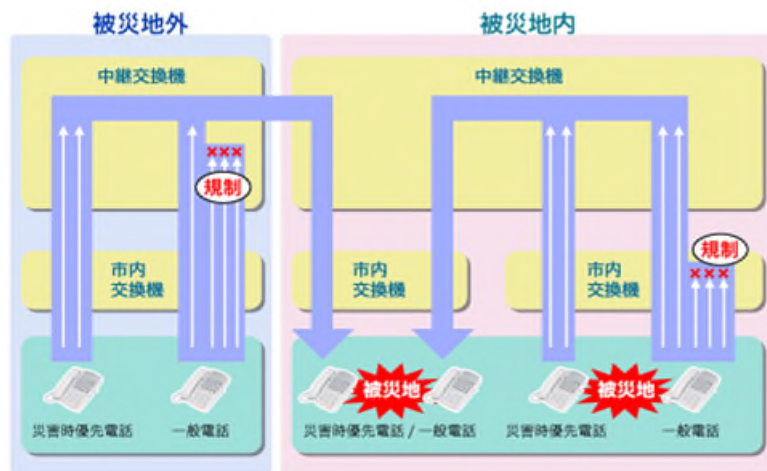 被災地外
被災地内
中継交換機
中継交換機
×××
規制
規制
×××
市内
交換機
市内
交換機
市内
交換機
被災地
被災地
災害時優先電話
一般電話
災害時優先電話 / 一般電話
災害時優先電話
一般電話